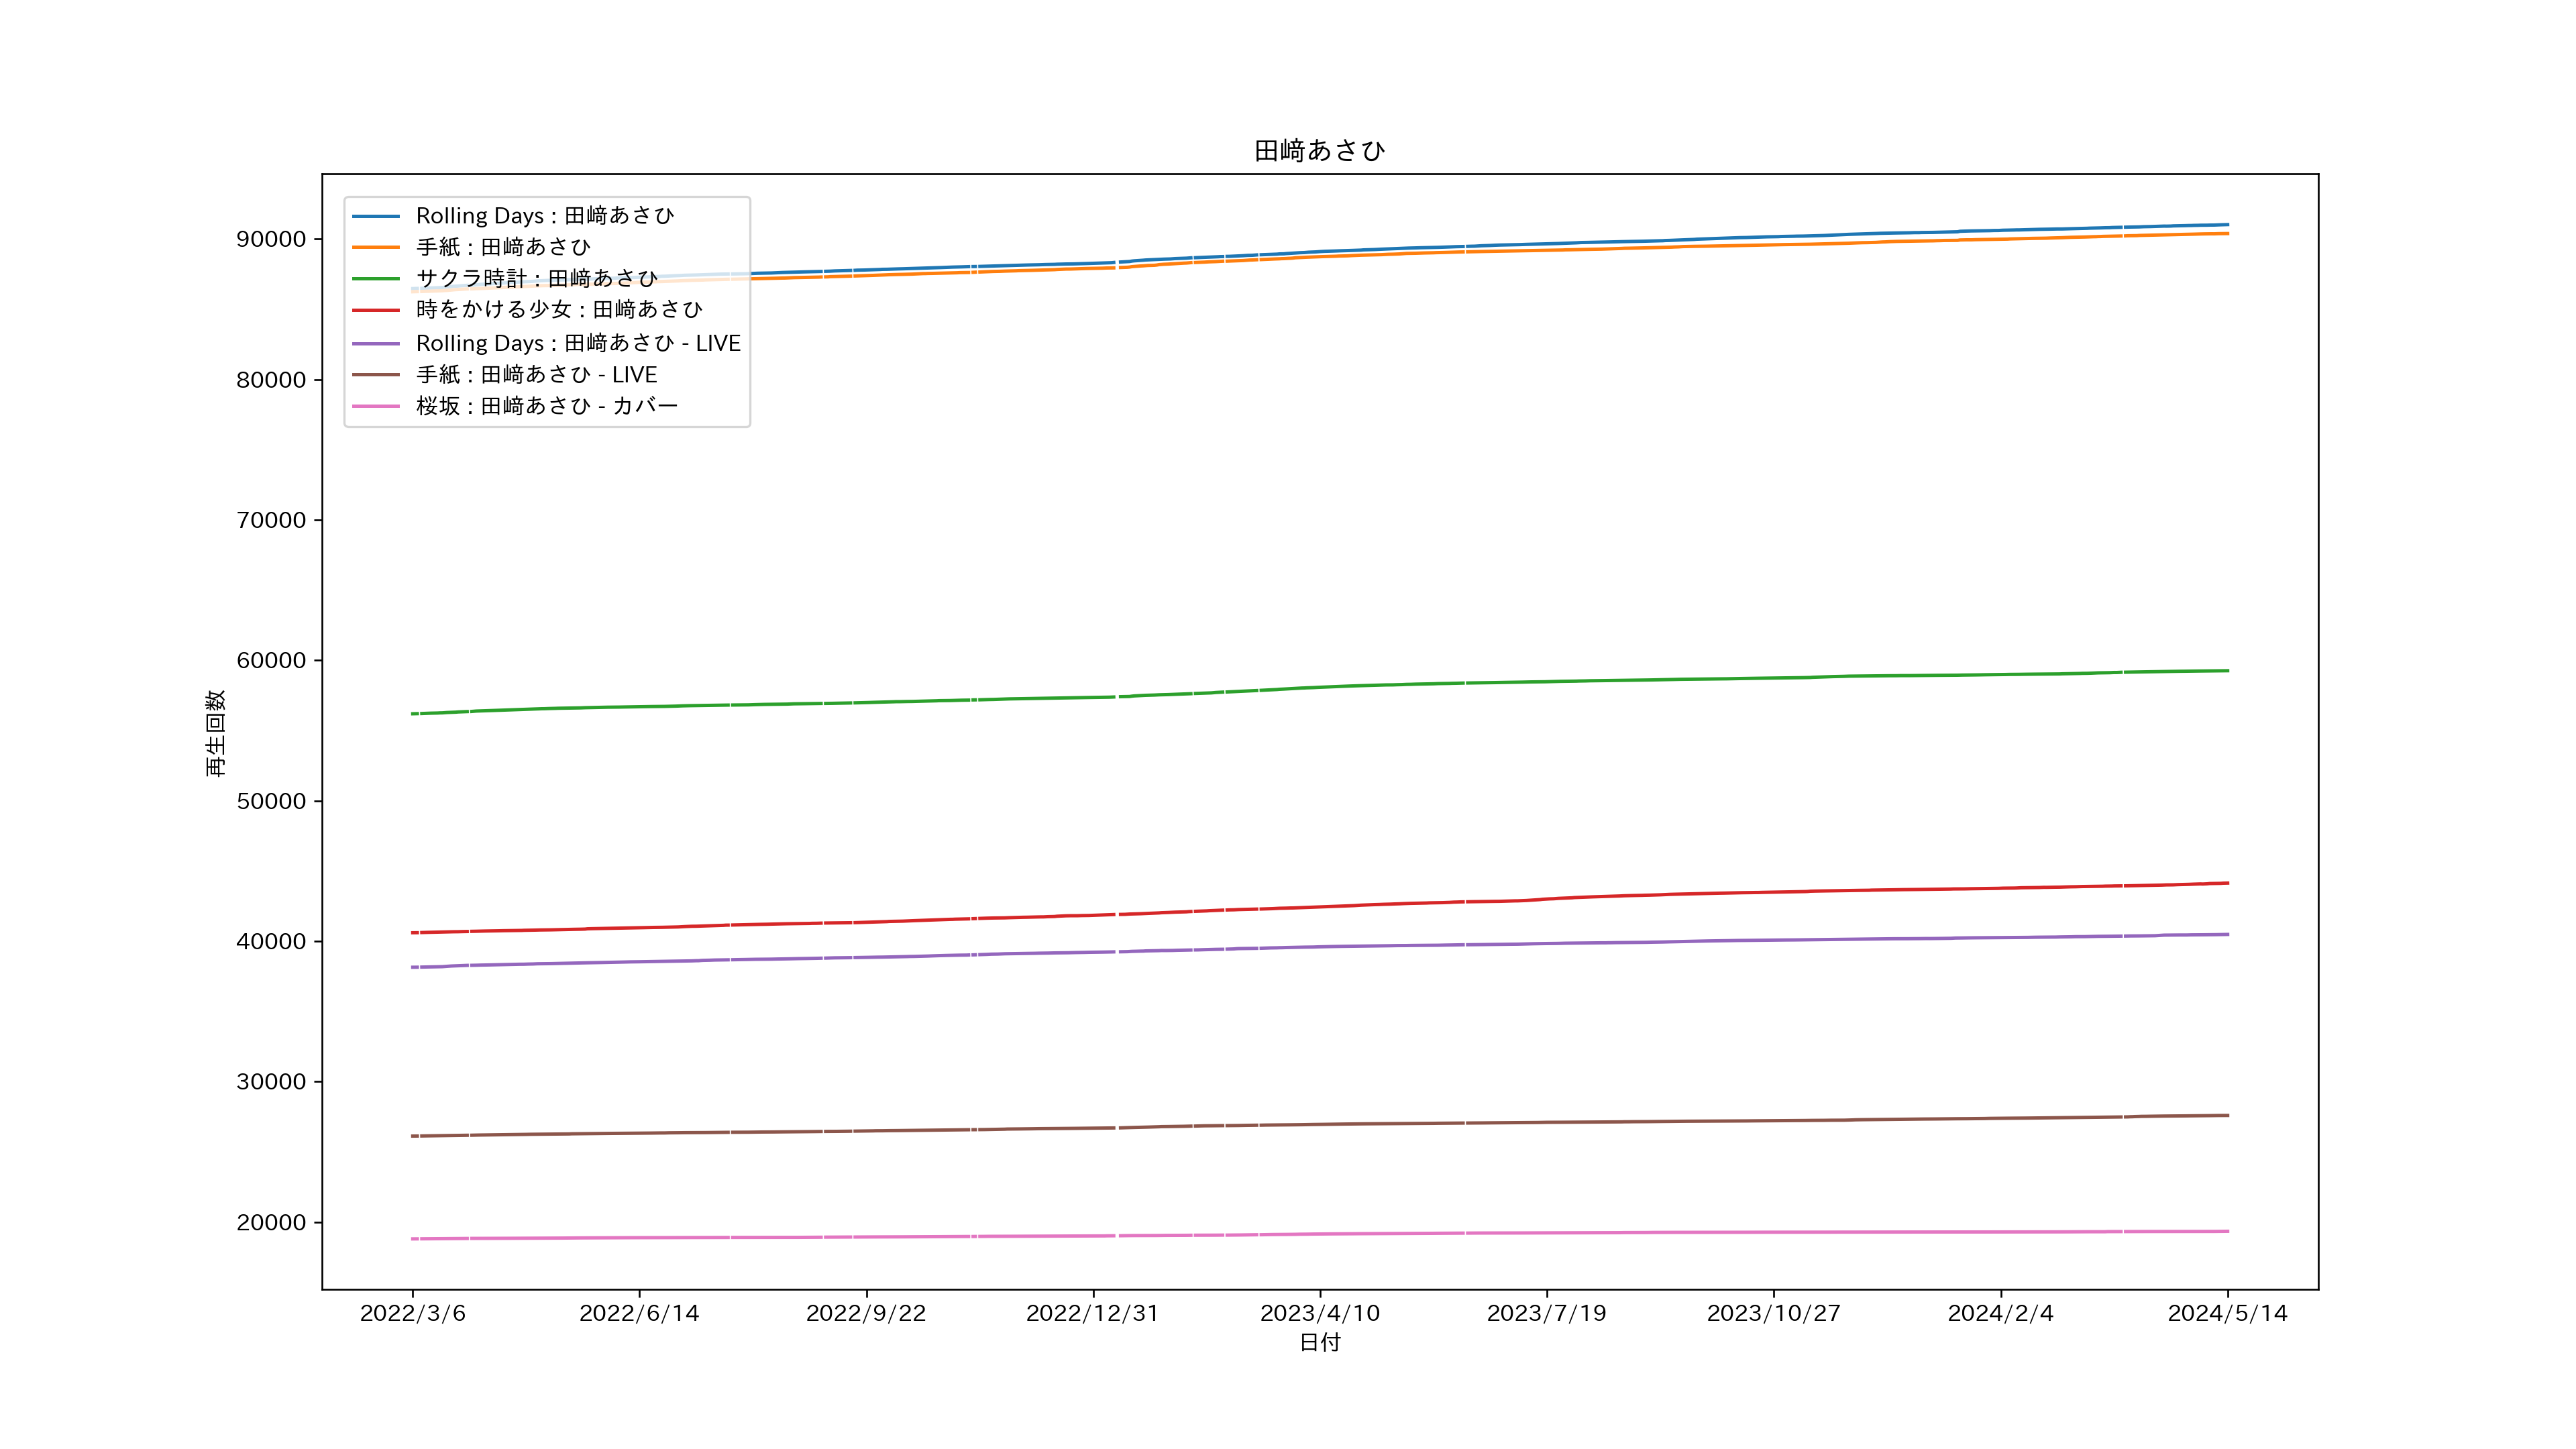 田﨑あさひ
Rolling Days : 田﨑あさひ
手紙 : 田﨑あさひ
サクラ時計 : 田﨑あさひ
時をかける少女 : 田﨑あさひ
Rolling Days : 田﨑あさひ - LIVE
手紙 : 田﨑あさひ - LIVE
桜坂 : 田﨑あさひ - カバー
再生回数
90000
80000
70000
60000
50000
40000
30000
20000
2022/3/6 2022/6/14 2022/9/22 2022/12/31 2023/4/10 2023/7/19 2023/10/27 2024/2/4 2024/5/14
日付